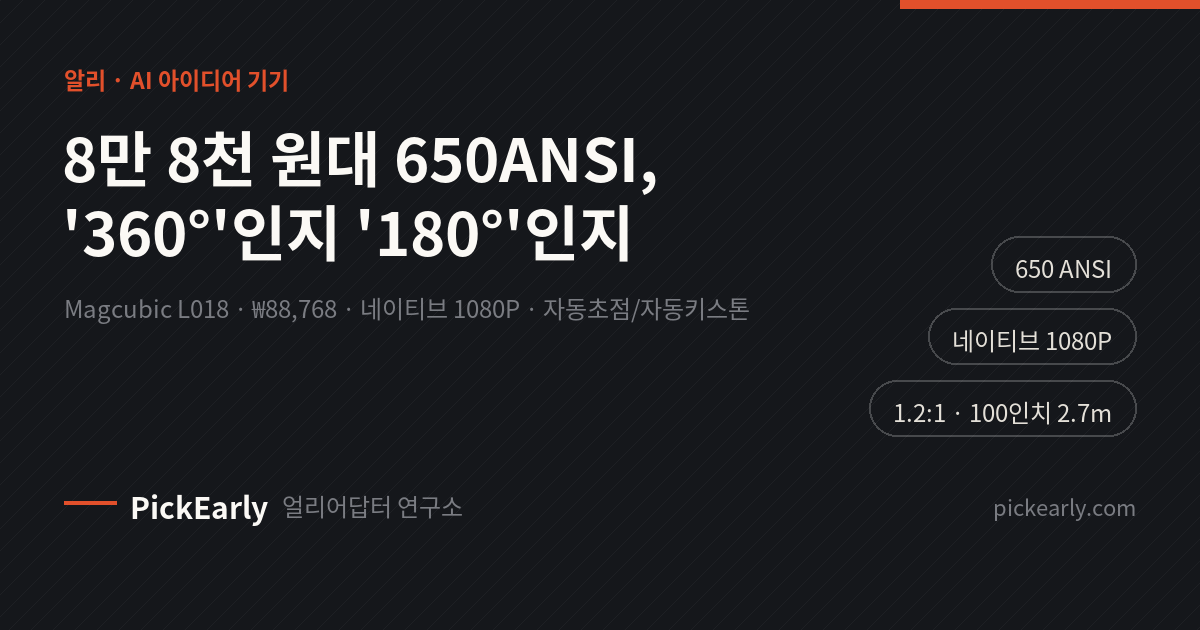 알리 · AI 아이디어 기기
8만 8천 원대 650ANSI,
'360°'인지 '180°'인지
Magcubic L018 · ₩88,768 · 네이티브 1080P · 자동초점/자동키스톤
650 ANSI
네이티브 1080P
1.2:1 · 100인치 2.7m
PickEarly 얼리어답터 연구소
pickearly.com